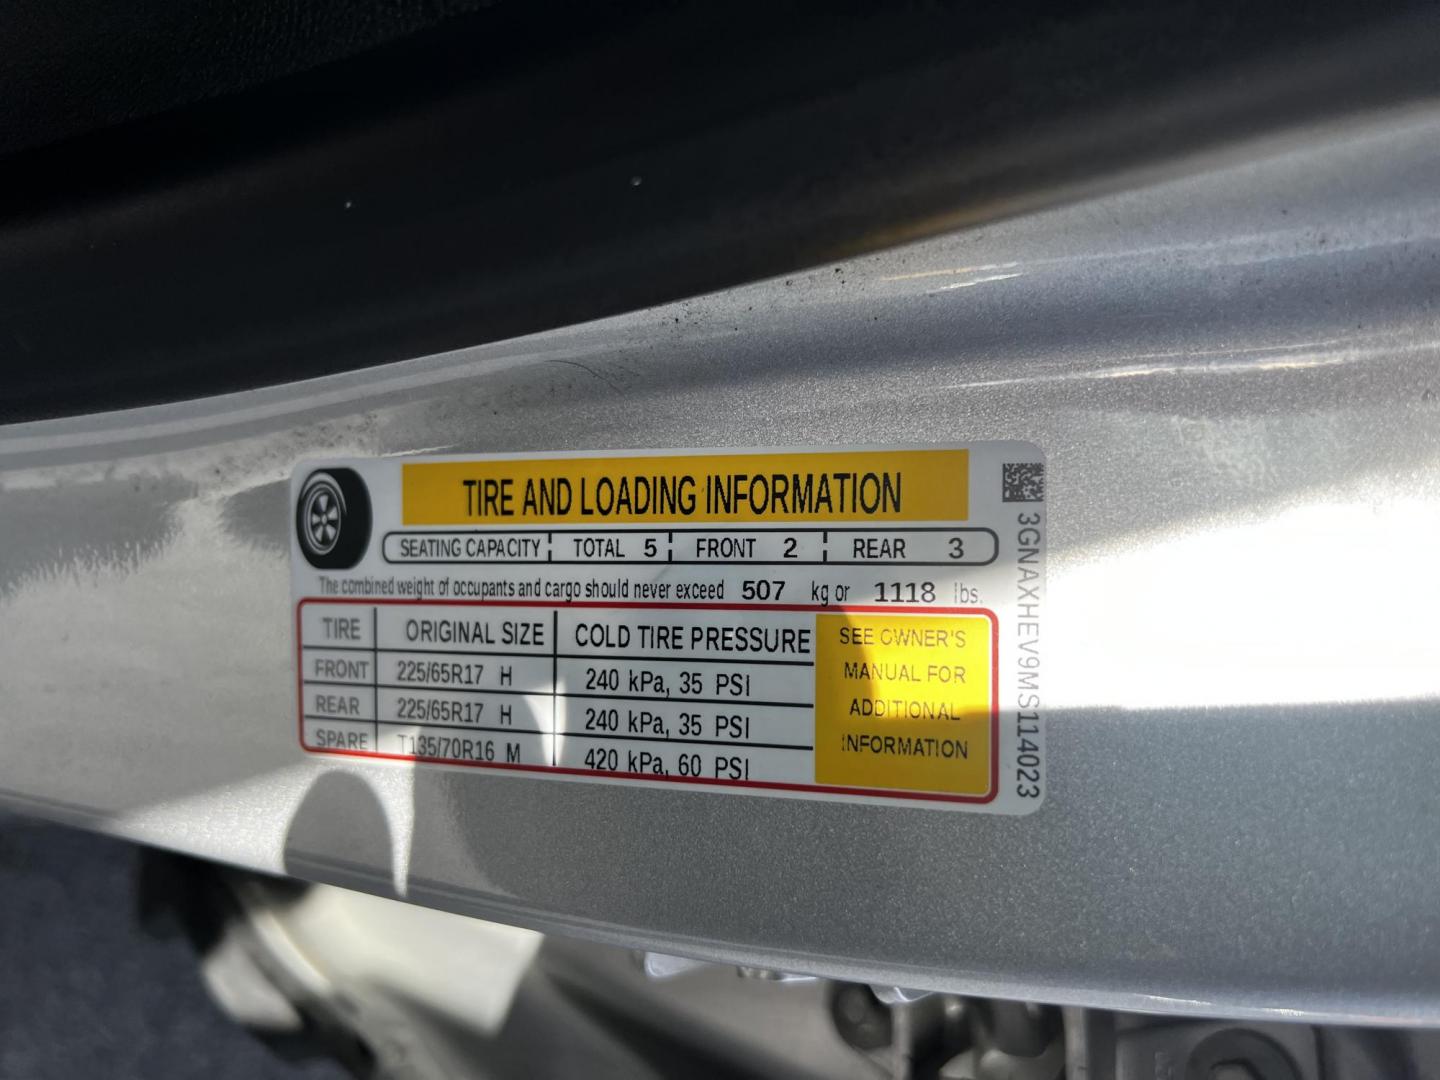 TIRE AND LOADING INFORMATION
SEATING CAPACITY TOTAL 5 FRONT 2 REAR 3
The combined weight of occupants and cargo should never exceed 507 kg or 1118 lbs.
TIRE ORIGINAL SIZE COLD TIRE PRESSURE
FRONT 225/65R17 H 240 kPa, 35 PSI
REAR 225/65R17 H 240 kPa, 35 PSI
SPARE T135/70R16 M 420 kPa, 60 PSI
SEE OWNER'S
MANUAL FOR
ADDITIONAL
INFORMATION
3GNAXHEV9MS114023